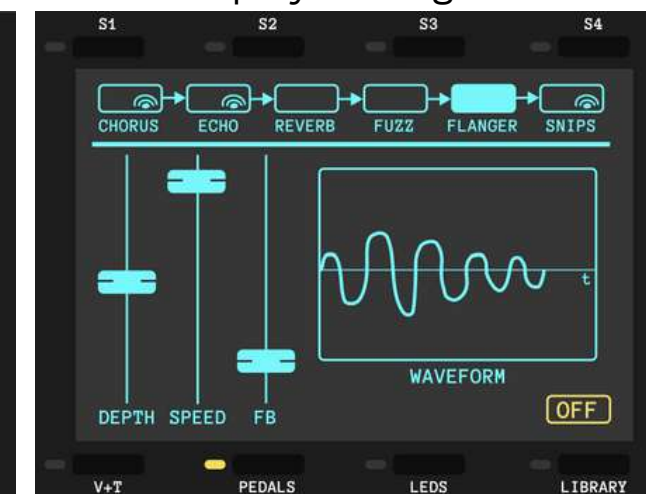 S1 S2 S3 S4
CHORUS ECHO REVERB FUZZ FLANGER SNIPS
t
WAVEFORM
DEPTH SPEED FB
OFF
V+T PEDALS LEDS LIBRARY